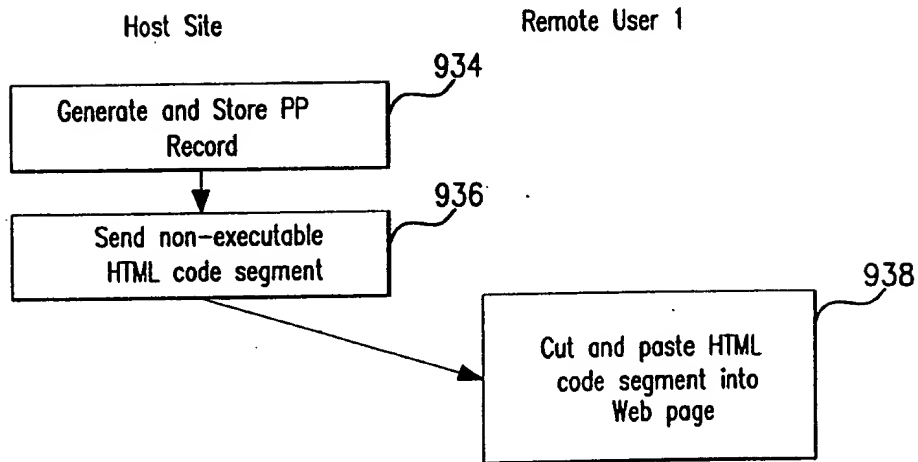 Host Site
Remote User 1
934
Generate and Store PP
Record
936
Send non-executable
HTML code segment
938
Cut and paste HTML
code segment into
Web page